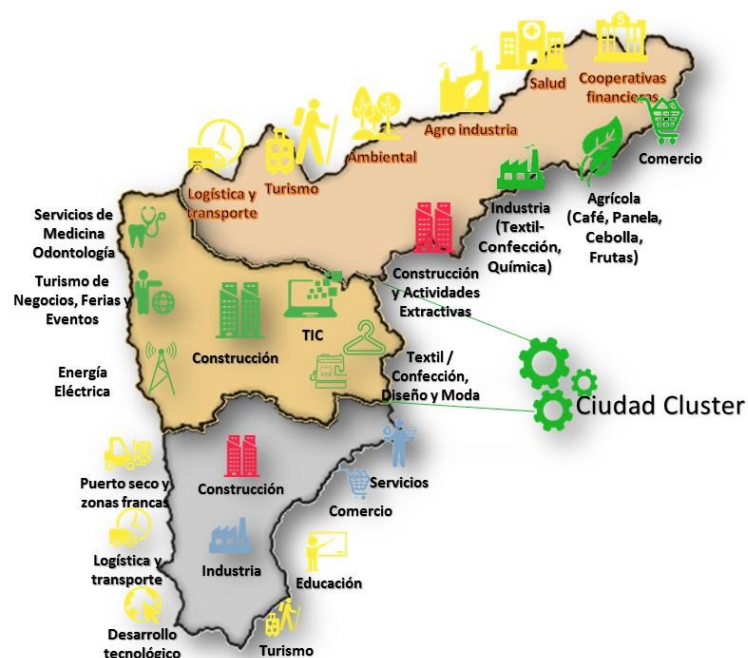 Salud
Cooperativas
financieras
Agro industria
Ambiental
Comercio
Logística y
transporte
Turismo
Industria
(Textil-
Confección,
Química)
Agrícola
(Café, Panela,
Cebolla,
Frutas)
Construcción
y Actividades
Extractivas
Servicios de
Medicina
Odontología
Turismo de
Negocios, Ferias y
Eventos
Energía
Eléctrica
Construcción
TIC
Textil /
Confección,
Diseño y Moda
Ciudad Cluster
Puerto seco y
zonas francas
Construcción
Servicios
Comercio
Logística y
transporte
Industria
Educación
Desarrollo
tecnológico
Turismo